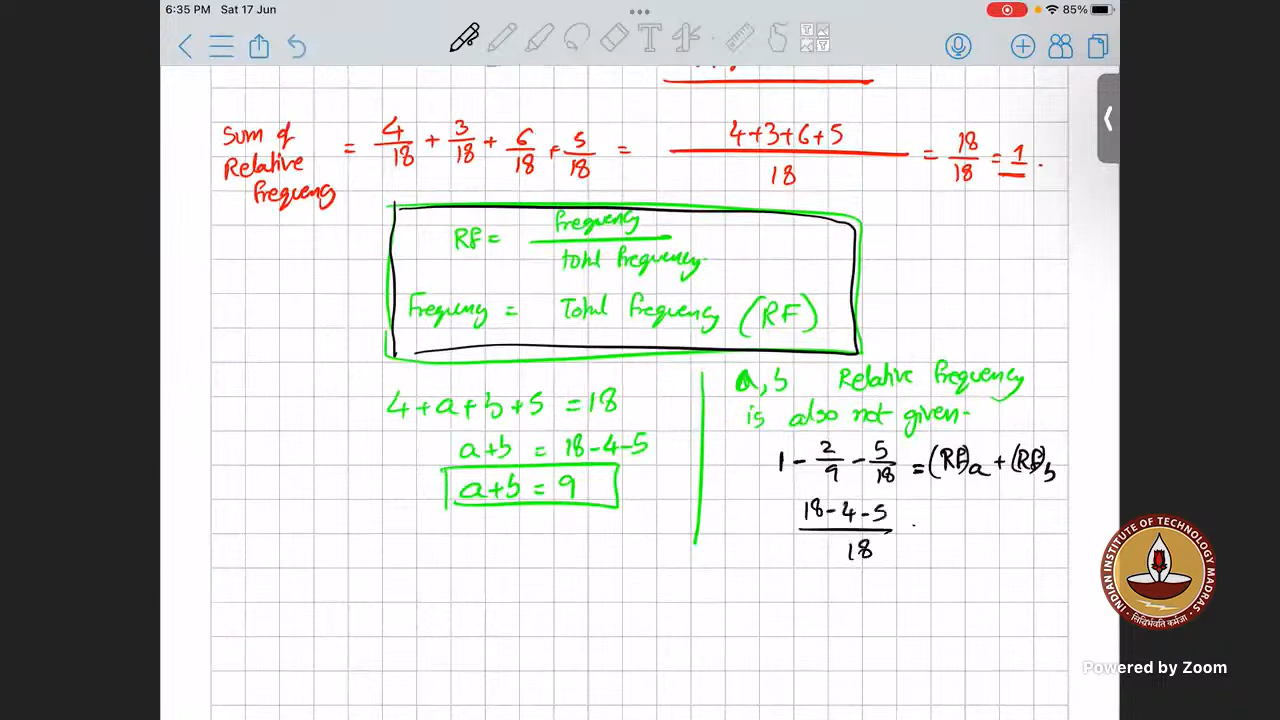 6:35 PM Sat 17 Jun
85%
Sum of Relative Frequency = 4/18 + 3/18 + 6/18 + 5/18 = (4+3+6+5)/18 = 18/18 = 1.
RF = Frequency / total Frequency
Frequency = Total Frequency (RF)
4+a+b+5 = 18
a+b = 18-4-5
a+b = 9
a, b Relative Frequency
is also not given.
1 - 2/9 - 5/18 = (RF)a + (RF)b
(18-4-5)/18
INDIAN INSTITUTE OF TECHNOLOGY MADRAS
सिद्धिर्भवति कर्मजा
Powered by Zoom